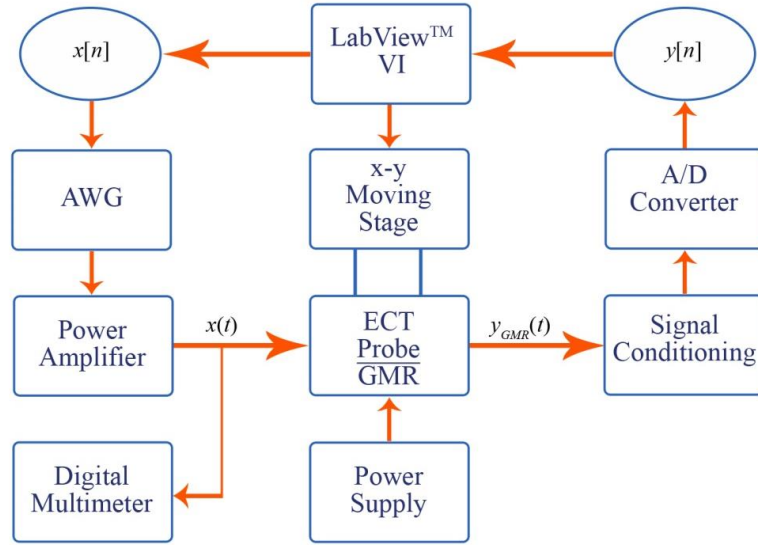 x[n]
LabView™
VI
y[n]
AWG
x-y
Moving
Stage
A/D
Converter
Power
Amplifier
x(t)
ECT
Probe
GMR
y_GMR(t)
Signal
Conditioning
Digital
Multimeter
Power
Supply